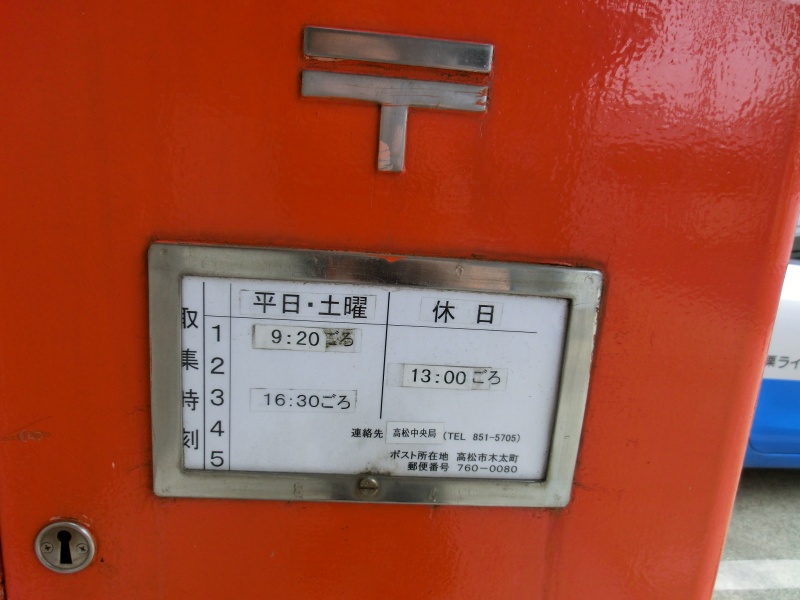 〒
平日・土曜 休日
取集時刻
1 9:20ごろ
2 13:00ごろ
3 16:30ごろ
4
5
連絡先 高松中央局 (TEL 851-5705)
ポスト所在地 高松市木太町
郵便番号 760-0080
葉ライ